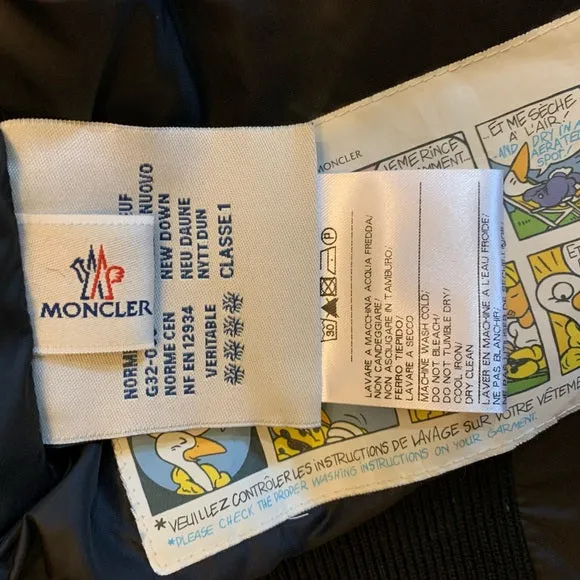 MONCLER
NUOVO
NEW DOWN
NEU DAUNE
NYTT DUN
CLASSE 1
NORME CEN
NF EN 12934
VERITABLE
MONCLER
30
P
LAVARE A MACCHINA ACQUA FREDDA/
NON CANDEGGIARE/
NON ASCIUGARE IN TAMBURO/
FERRO TIEPIDO/
LAVARE A SECCO
MACHINE WASH COLD/
DO NOT BLEACH/
DO NOT TUMBLE DRY/
COOL IRON/
DRY CLEAN
LAVER EN MACHINE A L'EAU FROIDE/
NE PAS BLANCHIR/
...ET ME SÈCHE
À L'AIR!
...AND DRY IN A
AERATED
SPOT
RINCE
*VEUILLEZ CONTRÔLER LES INSTRUCTIONS DE LAVAGE SUR VOTRE VÊTEME
*PLEASE CHECK THE PROPER WASHING INSTRUCTIONS ON YOUR GARMENT.